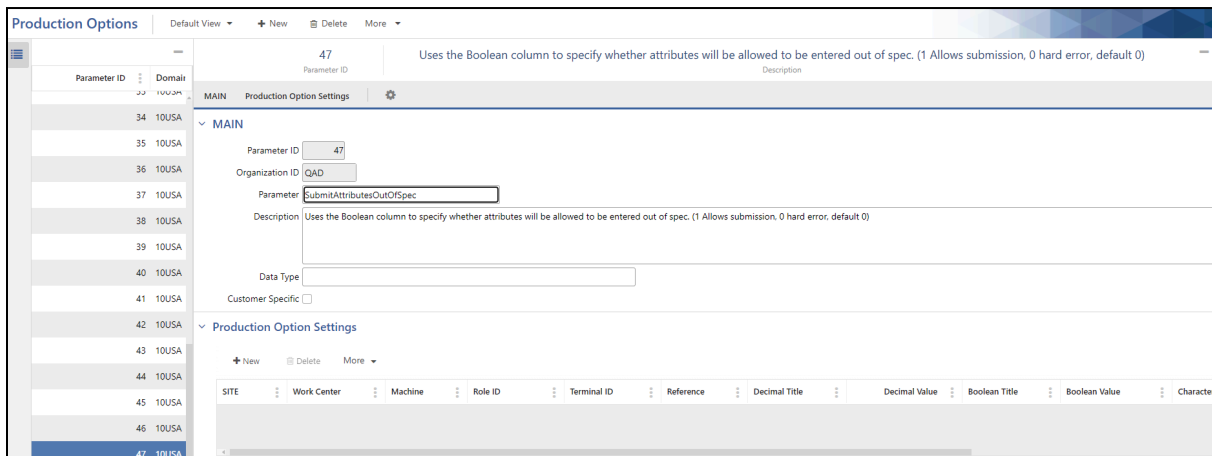 Production Options
Default View
New
Delete
More
Parameter ID
Domain
33 10USA
34 10USA
35 10USA
36 10USA
37 10USA
38 10USA
39 10USA
40 10USA
41 10USA
42 10USA
43 10USA
44 10USA
45 10USA
46 10USA
47 10USA
47
Parameter ID
Uses the Boolean column to specify whether attributes will be allowed to be entered out of spec. (1 Allows submission, 0 hard error, default 0)
Description
MAIN Production Option Settings
MAIN
Parameter ID 47
Organization ID QAD
Parameter SubmitAttributesOutOfSpec
Description Uses the Boolean column to specify whether attributes will be allowed to be entered out of spec. (1 Allows submission, 0 hard error, default 0)
Data Type
Customer Specific
Production Option Settings
New Delete More
SITE Work Center Machine Role ID Terminal ID Reference Decimal Title Decimal Value Boolean Title Boolean Value Characte